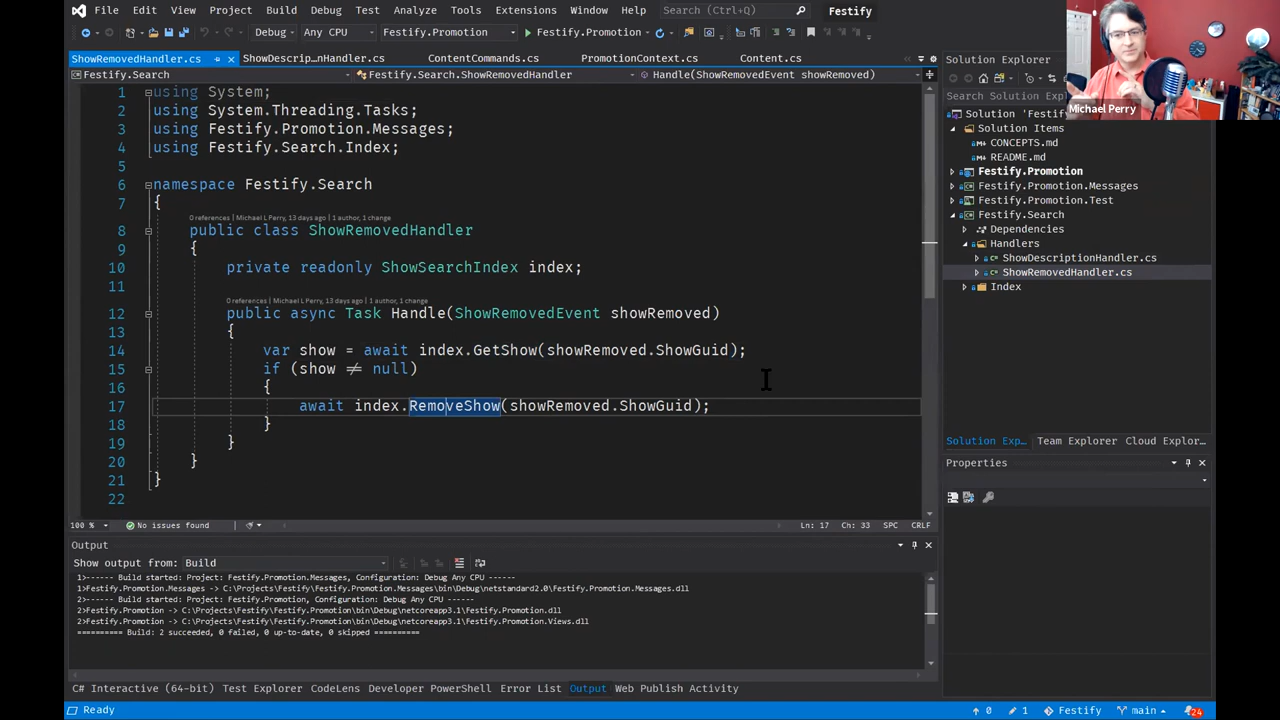 File Edit View Project Build Debug Test Analyze Tools Extensions Window Help Search (Ctrl+Q) Festify
Debug Any CPU Festify.Promotion Festify.Promotion
ShowRemovedHandler.cs ShowDescrip...nHandler.cs ContentCommands.cs PromotionContext.cs Content.cs
Festify.Search Festify.Search.ShowRemovedHandler Handle(ShowRemovedEvent showRemoved)
1 using System;
2 using System.Threading.Tasks;
3 using Festify.Promotion.Messages;
4 using Festify.Search.Index;
5
6 namespace Festify.Search
7 {
0 references | Michael L Perry, 13 days ago | 1 author, 1 change
8 public class ShowRemovedHandler
9 {
10 private readonly ShowSearchIndex index;
11
0 references | Michael L Perry, 13 days ago | 1 author, 1 change
12 public async Task Handle(ShowRemovedEvent showRemoved)
13 {
14 var show = await index.GetShow(showRemoved.ShowGuid);
15 if (show ≠ null)
16 {
17 await index.RemoveShow(showRemoved.ShowGuid);
18 }
19 }
20 }
21 }
22
100 % No issues found Ln: 17 Ch: 33 SPC CRLF
Output
Show output from: Build
1>------ Build started: Project: Festify.Promotion.Messages, Configuration: Debug Any CPU ------
1>Festify.Promotion.Messages -> C:\Projects\Festify\Festify.Promotion.Messages\bin\Debug\netstandard2.0\Festify.Promotion.Messages.dll
2>------ Build started: Project: Festify.Promotion, Configuration: Debug Any CPU ------
2>Festify.Promotion -> C:\Projects\Festify\Festify.Promotion\bin\Debug\netcoreapp3.1\Festify.Promotion.dll
2>Festify.Promotion -> C:\Projects\Festify\Festify.Promotion\bin\Debug\netcoreapp3.1\Festify.Promotion.Views.dll
========== Build: 2 succeeded, 0 failed, 0 up-to-date, 0 skipped ==========
C# Interactive (64-bit) Test Explorer CodeLens Developer PowerShell Error List Output Web Publish Activity
Ready 0 1 Festify main 24
Michael Perry
Solution Explorer
Search Solution Exp
Solution 'Festif
Solution Items
CONCEPTS.md
README.md
Festify.Promotion
Festify.Promotion.Messages
Festify.Promotion.Test
Festify.Search
Dependencies
Handlers
ShowDescriptionHandler.cs
ShowRemovedHandler.cs
Index
Solution Exp... Team Explorer Cloud Explor...
Properties